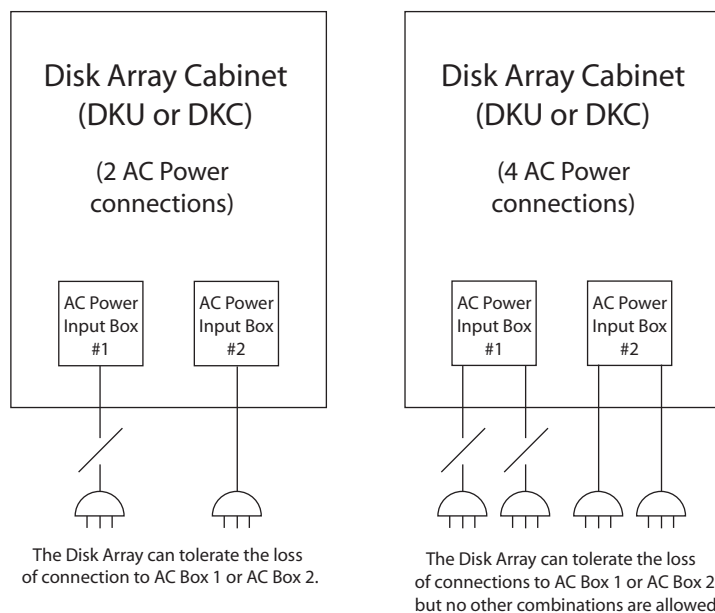 Disk Array Cabinet
(DKU or DKC)
(2 AC Power
connections)
AC Power
Input Box
#1
AC Power
Input Box
#2
The Disk Array can tolerate the loss
of connection to AC Box 1 or AC Box 2.
Disk Array Cabinet
(DKU or DKC)
(4 AC Power
connections)
AC Power
Input Box
#1
AC Power
Input Box
#2
The Disk Array can tolerate the loss
of connections to AC Box 1 or AC Box 2
but no other combinations are allowed